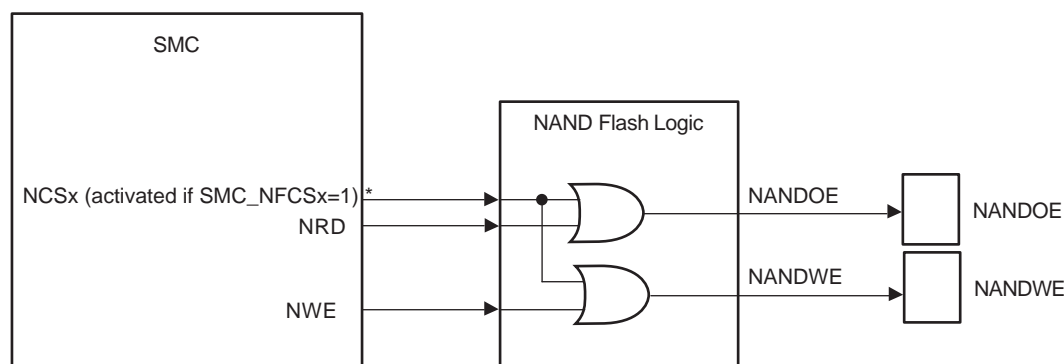 SMC
NAND Flash Logic
NCSx (activated if SMC_NFCSx=1) *
NANDOE
NANDOE
NRD
NANDWE
NANDWE
NWE